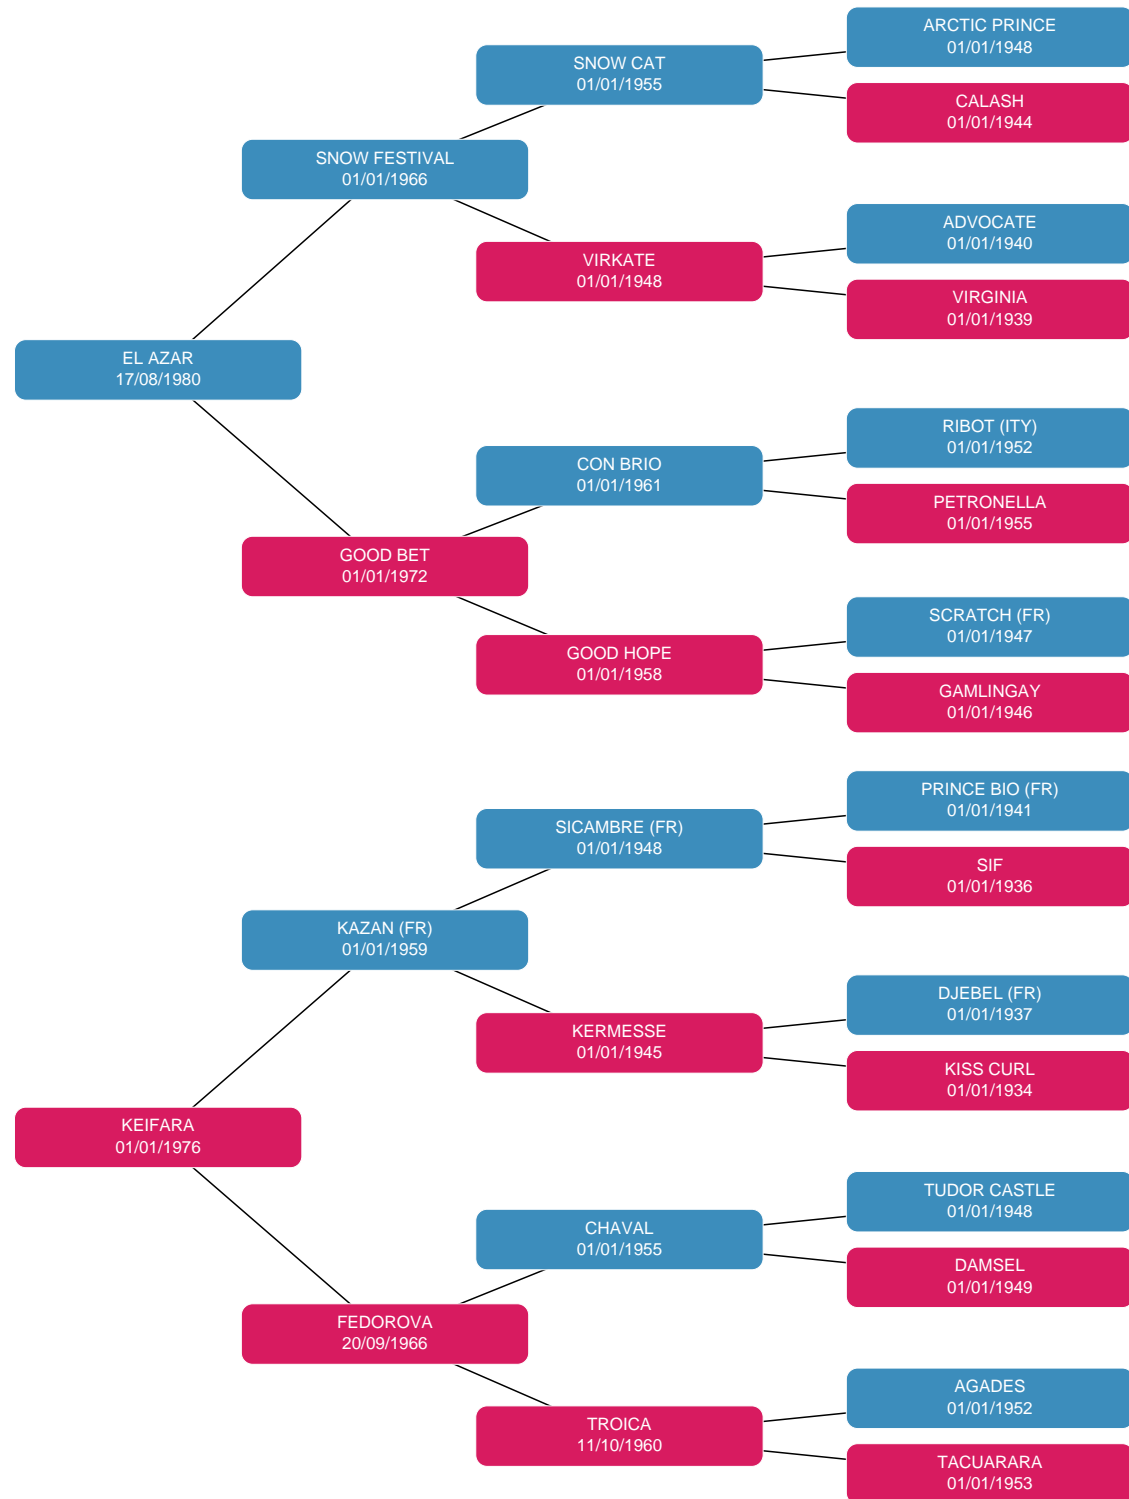 ARCTIC PRINCE
01/01/1948
SNOW CAT
01/01/1955
CALASH
01/01/1944
SNOW FESTIVAL
01/01/1966
ADVOCATE
01/01/1940
VIRKATE
01/01/1948
VIRGINIA
01/01/1939
EL AZAR
17/08/1980
RIBOT (ITY)
01/01/1952
CON BRIO
01/01/1961
PETRONELLA
01/01/1955
GOOD BET
01/01/1972
SCRATCH (FR)
01/01/1947
GOOD HOPE
01/01/1958
GAMLINGAY
01/01/1946
PRINCE BIO (FR)
01/01/1941
SICAMBRE (FR)
01/01/1948
SIF
01/01/1936
KAZAN (FR)
01/01/1959
DJEBEL (FR)
01/01/1937
KERMESSE
01/01/1945
KISS CURL
01/01/1934
KEIFARA
01/01/1976
TUDOR CASTLE
01/01/1948
CHAVAL
01/01/1955
DAMSEL
01/01/1949
FEDOROVA
20/09/1966
AGADES
01/01/1952
TROICA
11/10/1960
TACUARARA
01/01/1953